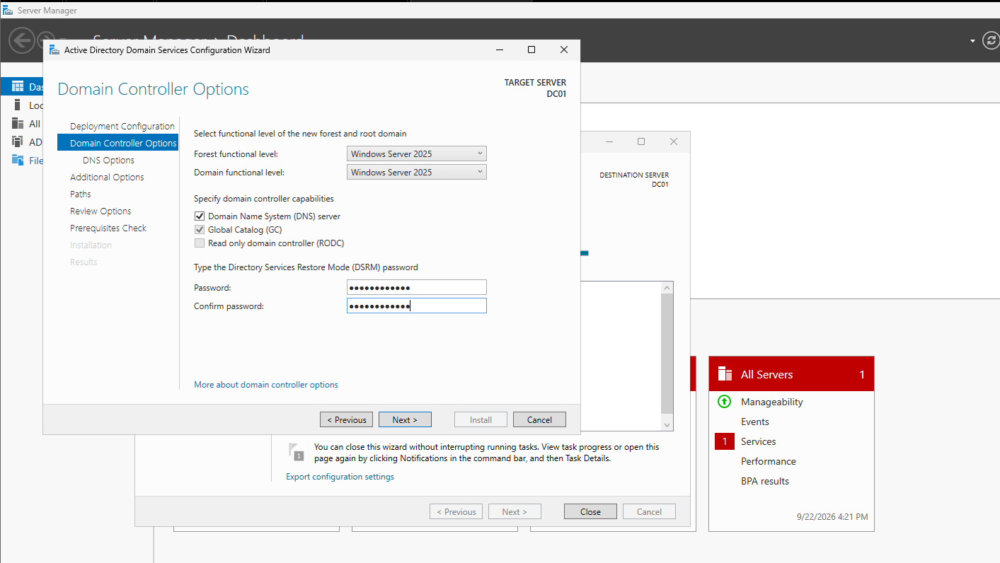 Server Manager
Active Directory Domain Services Configuration Wizard
Domain Controller Options
TARGET SERVER
DC01
Deployment Configuration
Domain Controller Options
DNS Options
Additional Options
Paths
Review Options
Prerequisites Check
Installation
Results
Select functional level of the new forest and root domain
Forest functional level:
Windows Server 2025
Domain functional level:
Windows Server 2025
Specify domain controller capabilities
Domain Name System (DNS) server
Global Catalog (GC)
Read only domain controller (RODC)
Type the Directory Services Restore Mode (DSRM) password
Password:
●●●●●●●●●●●●
Confirm password:
●●●●●●●●●●●●
More about domain controller options
< Previous
Next >
Install
Cancel
All
AD
File
DESTINATION SERVER
DC01
1
You can close this wizard without interrupting running tasks. View task progress or open this
page again by clicking Notifications in the command bar, and then Task Details.
Export configuration settings
< Previous
Next >
Close
Cancel
All Servers 1
Manageability
Events
1 Services
Performance
BPA results
9/22/2026 4:21 PM